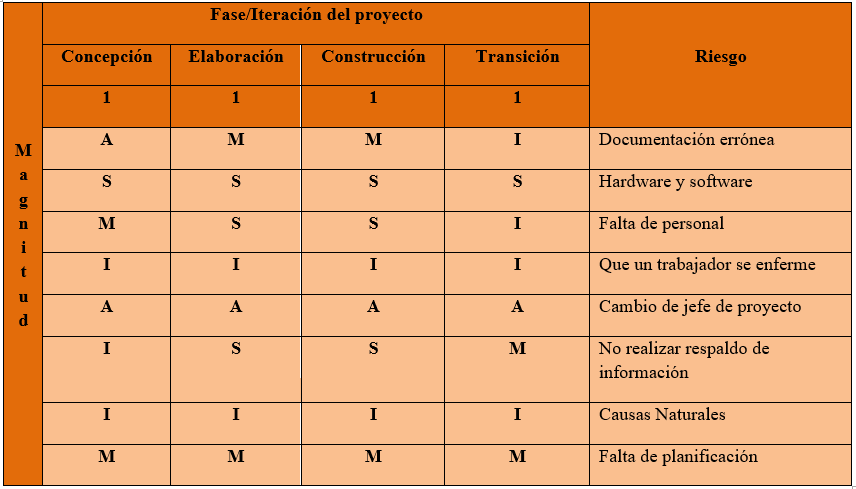 Fase/Iteración del proyecto
Concepción Elaboración Construcción Transición Riesgo
1 1 1 1
Magnitud
A M M I Documentación errónea
S S S S Hardware y software
M S S I Falta de personal
I I I I Que un trabajador se enferme
A A A A Cambio de jefe de proyecto
I S S M No realizar respaldo de
información
I I I I Causas Naturales
M M M M Falta de planificación